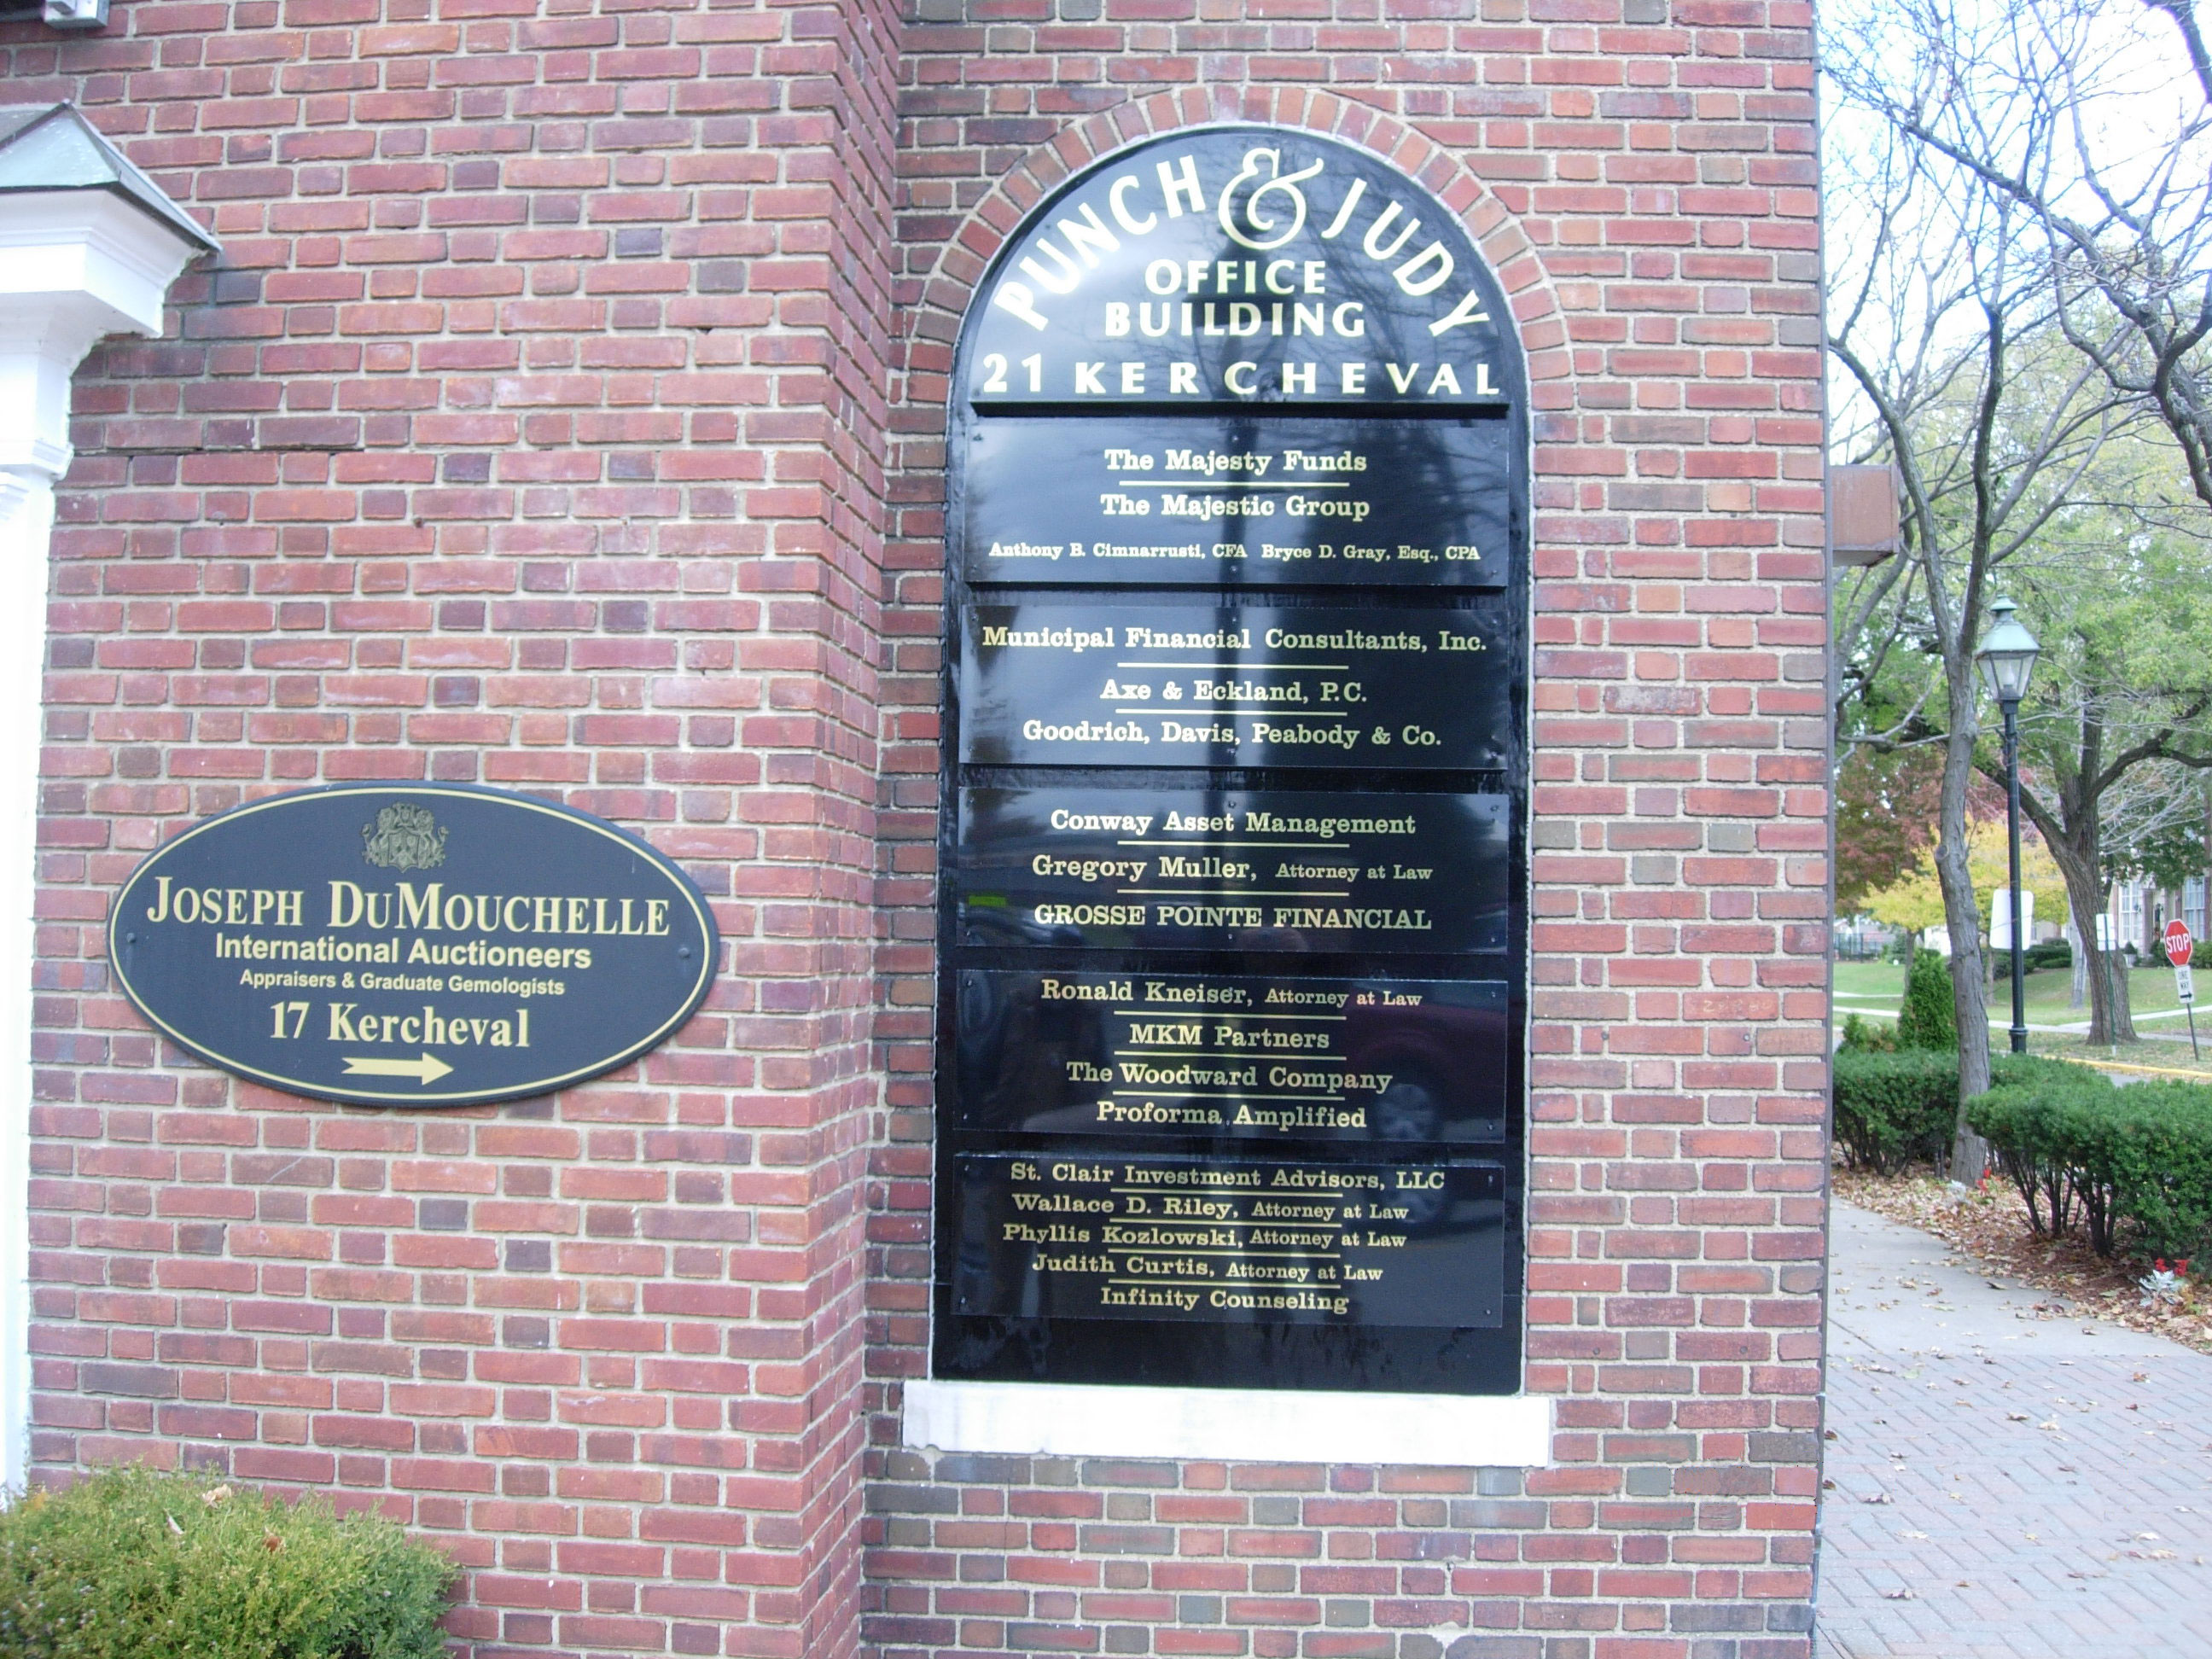 PUNCH & JUDY
OFFICE
BUILDING
21 KERCHEVAL
The Majesty Funds
The Majestic Group
Anthony B. Cimnarrusti, CFA Bryce D. Gray, Esq., CPA
Municipal Financial Consultants, Inc.
Axe & Eckland, P.C.
Goodrich, Davis, Peabody & Co.
Conway Asset Management
Gregory Muller, Attorney at Law
GROSSE POINTE FINANCIAL
Ronald Kneiser, Attorney at Law
MKM Partners
The Woodward Company
Proforma Amplified
St. Clair Investment Advisors, LLC
Wallace D. Riley, Attorney at Law
Phyllis Kozlowski, Attorney at Law
Judith Curtis, Attorney at Law
Infinity Counseling
JOSEPH DUMOUCHELLE
International Auctioneers
Appraisers & Graduate Gemologists
17 Kercheval
STOP